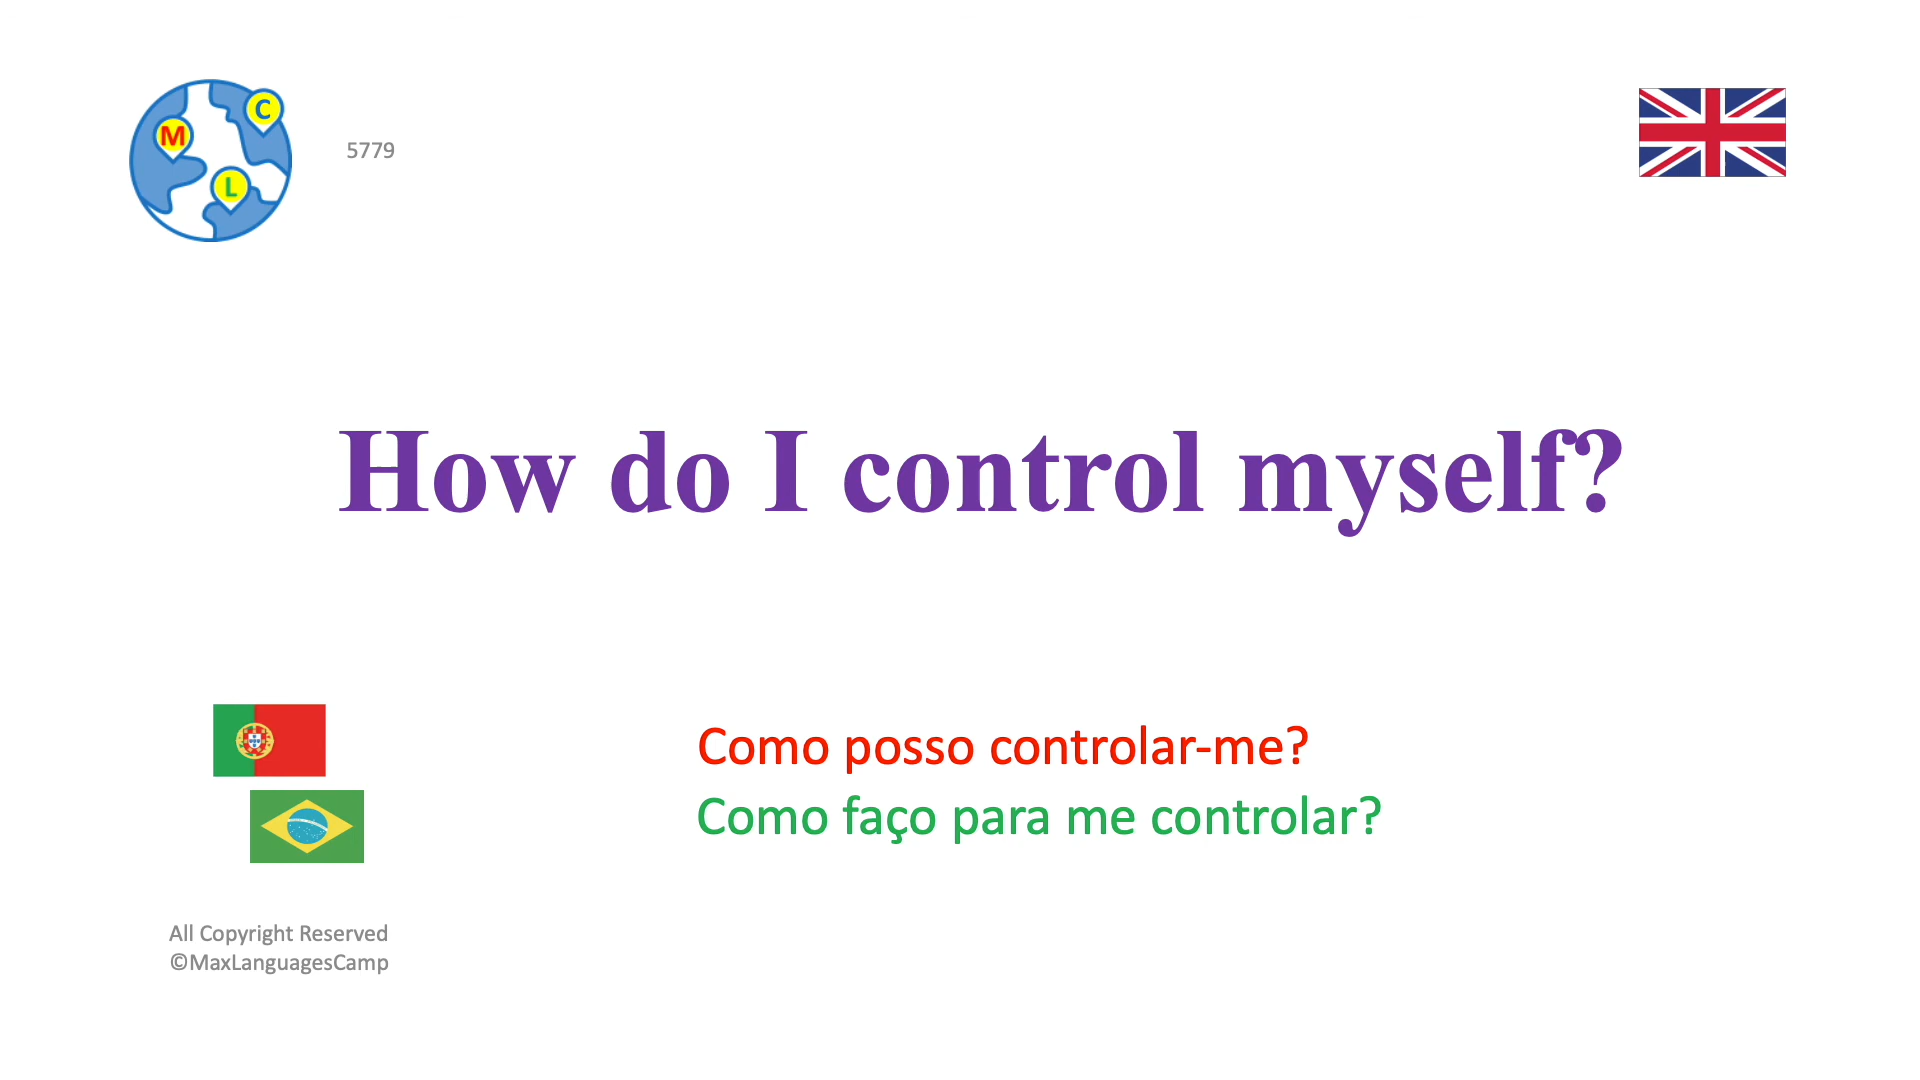 C
M
L
5779
How do I control myself?
Como posso controlar-me?
Como faço para me controlar?
All Copyright Reserved
©MaxLanguagesCamp